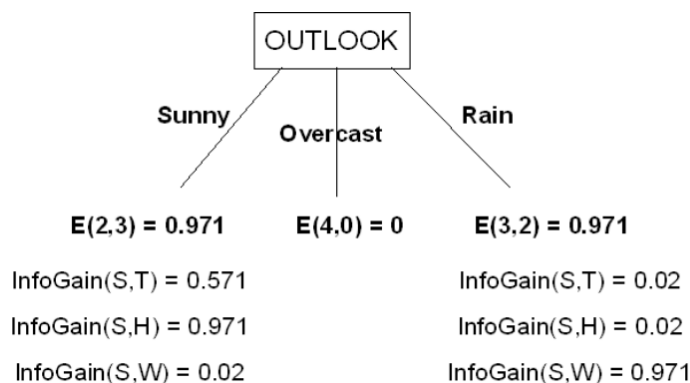 OUTLOOK
Sunny
Overcast
Rain
E(2,3) = 0.971
E(4,0) = 0
E(3,2) = 0.971
InfoGain(S,T) = 0.571
InfoGain(S,T) = 0.02
InfoGain(S,H) = 0.971
InfoGain(S,H) = 0.02
InfoGain(S,W) = 0.02
InfoGain(S,W) = 0.971